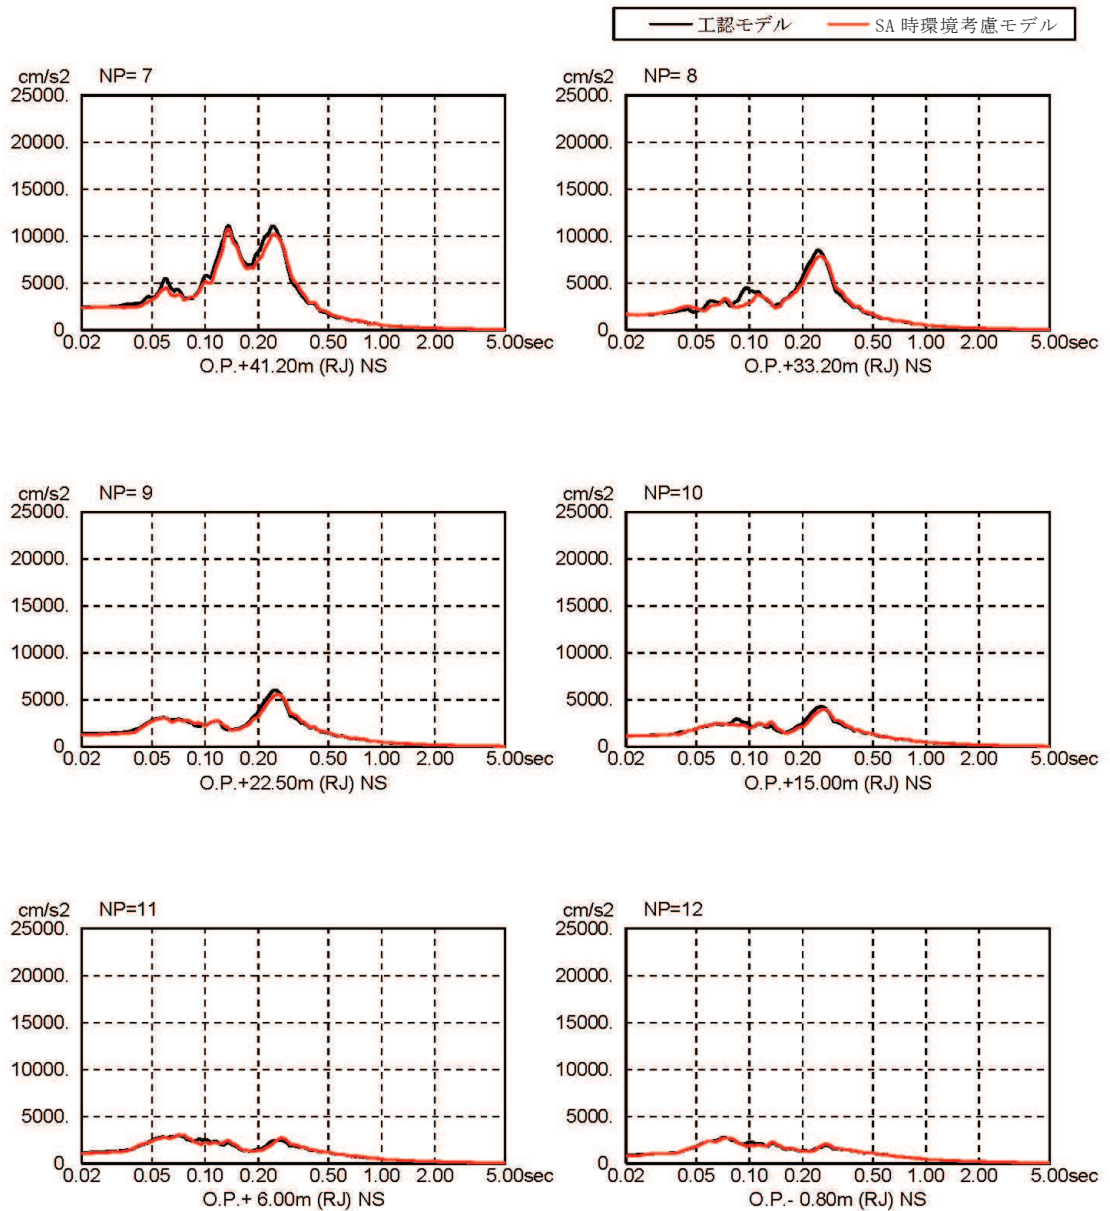 工認モデル SA 時環境考慮モデル
cm/s2 NP= 7
25000.
20000.
15000.
10000.
5000.
0.
0.02 0.05 0.10 0.20 0.50 1.00 2.00 5.00sec
O.P.+41.20m (RJ) NS
cm/s2 NP= 8
25000.
20000.
15000.
10000.
5000.
0.
0.02 0.05 0.10 0.20 0.50 1.00 2.00 5.00sec
O.P.+33.20m (RJ) NS
cm/s2 NP= 9
25000.
20000.
15000.
10000.
5000.
0.
0.02 0.05 0.10 0.20 0.50 1.00 2.00 5.00sec
O.P.+22.50m (RJ) NS
cm/s2 NP=10
25000.
20000.
15000.
10000.
5000.
0.
0.02 0.05 0.10 0.20 0.50 1.00 2.00 5.00sec
O.P.+15.00m (RJ) NS
cm/s2 NP=11
25000.
20000.
15000.
10000.
5000.
0.
0.02 0.05 0.10 0.20 0.50 1.00 2.00 5.00sec
O.P.+ 6.00m (RJ) NS
cm/s2 NP=12
25000.
20000.
15000.
10000.
5000.
0.
0.02 0.05 0.10 0.20 0.50 1.00 2.00 5.00sec
O.P.- 0.80m (RJ) NS